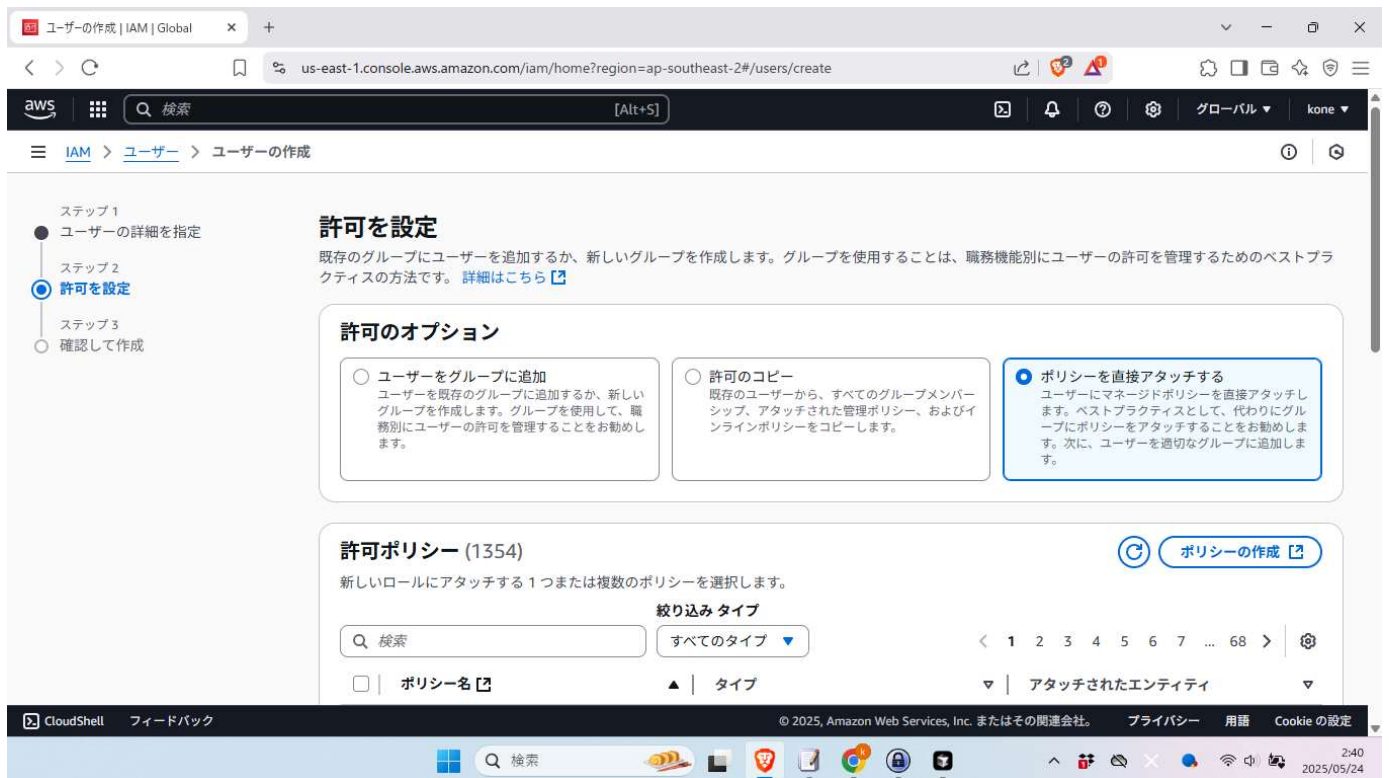 ユーザーの作成 | IAM | Global
us-east-1.console.aws.amazon.com/iam/home?region=ap-southeast-2#/users/create
2
1
aws
検索
[Alt+S]
グローバル ▼
kone ▼
IAM > ユーザー > ユーザーの作成
ステップ 1
ユーザーの詳細を指定
ステップ 2
許可を設定
ステップ 3
確認して作成
許可を設定
既存のグループにユーザーを追加するか、新しいグループを作成します。グループを使用することは、職務機能別にユーザーの許可を管理するためのベストプラ
クティスの方法です。 詳細はこちら
許可のオプション
ユーザーをグループに追加
ユーザーを既存のグループに追加するか、新しい
グループを作成します。グループを使用して、職
務別にユーザーの許可を管理することをお勧めし
ます。
許可のコピー
既存のユーザーから、すべてのグループメンバー
シップ、アタッチされた管理ポリシー、およびイ
ンラインポリシーをコピーします。
ポリシーを直接アタッチする
ユーザーにマネージドポリシーを直接アタッチし
ます。ベストプラクティスとして、代わりにグル
ープにポリシーをアタッチすることをお勧めしま
す。次に、ユーザーを適切なグループに追加しま
す。
許可ポリシー (1354)
ポリシーの作成
新しいロールにアタッチする 1 つまたは複数のポリシーを選択します。
絞り込み タイプ
検索
すべてのタイプ ▼
< 1 2 3 4 5 6 7 ... 68 >
ポリシー名 ▲ | タイプ ▽ | アタッチされたエンティティ ▽
CloudShell フィードバック
© 2025, Amazon Web Services, Inc. またはその関連会社。 プライバシー 用語 Cookie の設定
検索
2:40
2025/05/24